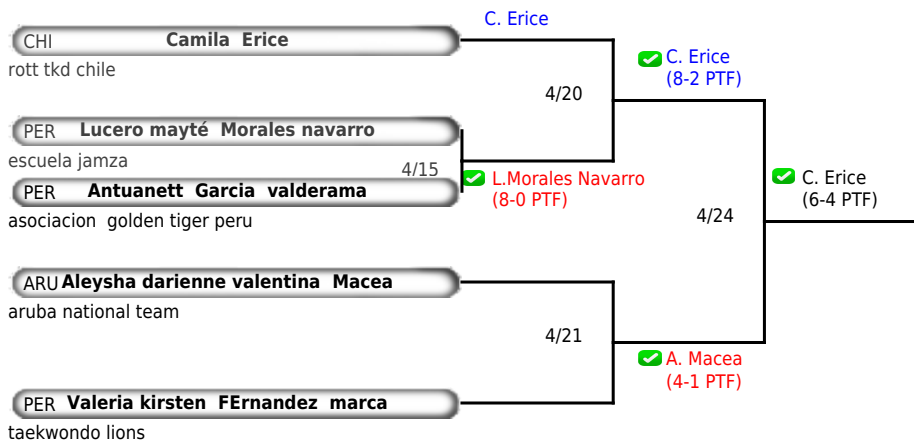 C. Erice
CHI Camila Erice
rott tkd chile
C. Erice
(8-2 PTF)
4/20
PER Lucero mayté Morales navarro
escuela jamza
4/15
L.Morales Navarro
(8-0 PTF)
PER Antuanett Garcia valderama
asociacion golden tiger peru
C. Erice
(6-4 PTF)
4/24
ARU Aleysha darienne valentina Macea
aruba national team
4/21
A. Macea
(4-1 PTF)
PER Valeria kirsten FErnandez marca
taekwondo lions